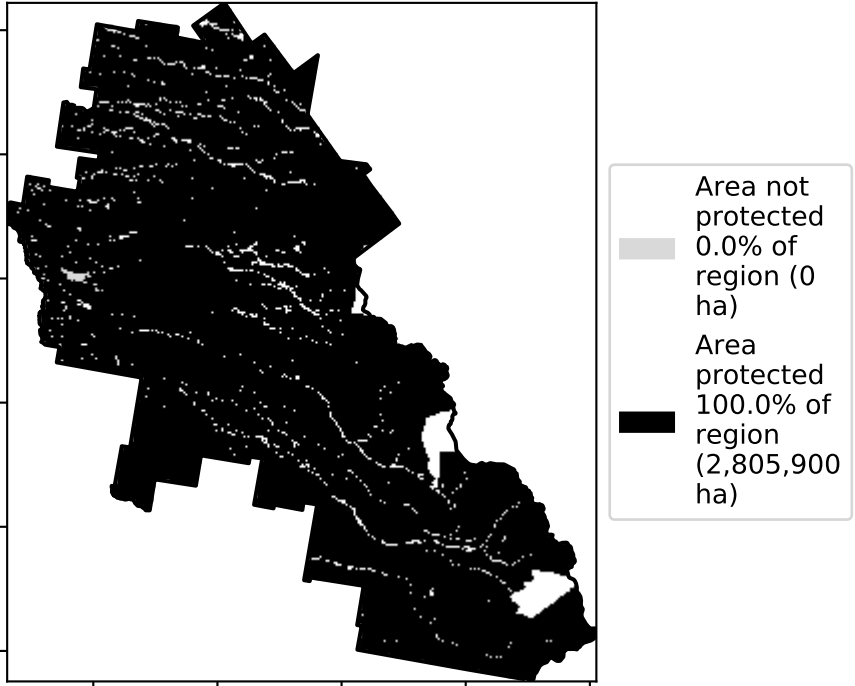 Area not
protected
0.0% of
region (0
ha)
Area
protected
100.0% of
region
(2,805,900
ha)